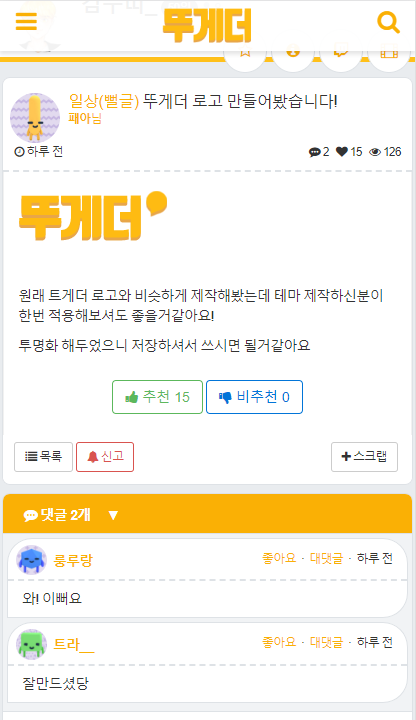 뚜게더
일상(뻘글) 뚜게더 로고 만들어봤습니다!
페아님
하루 전
2 15 126
뚜게더
원래 트게더 로고와 비슷하게 제작해봤는데 테마 제작하신분이
한번 적용해보셔도 좋을거같아요!
투명화 해두었으니 저장하셔서 쓰시면 될거같아요
추천 15 비추천 0
목록 신고 스크랩
댓글 2개 ▼
룽루랑 좋아요 - 대댓글 - 하루 전
와! 이뻐요
트라__ 좋아요 - 대댓글 - 하루 전
잘만드셨당